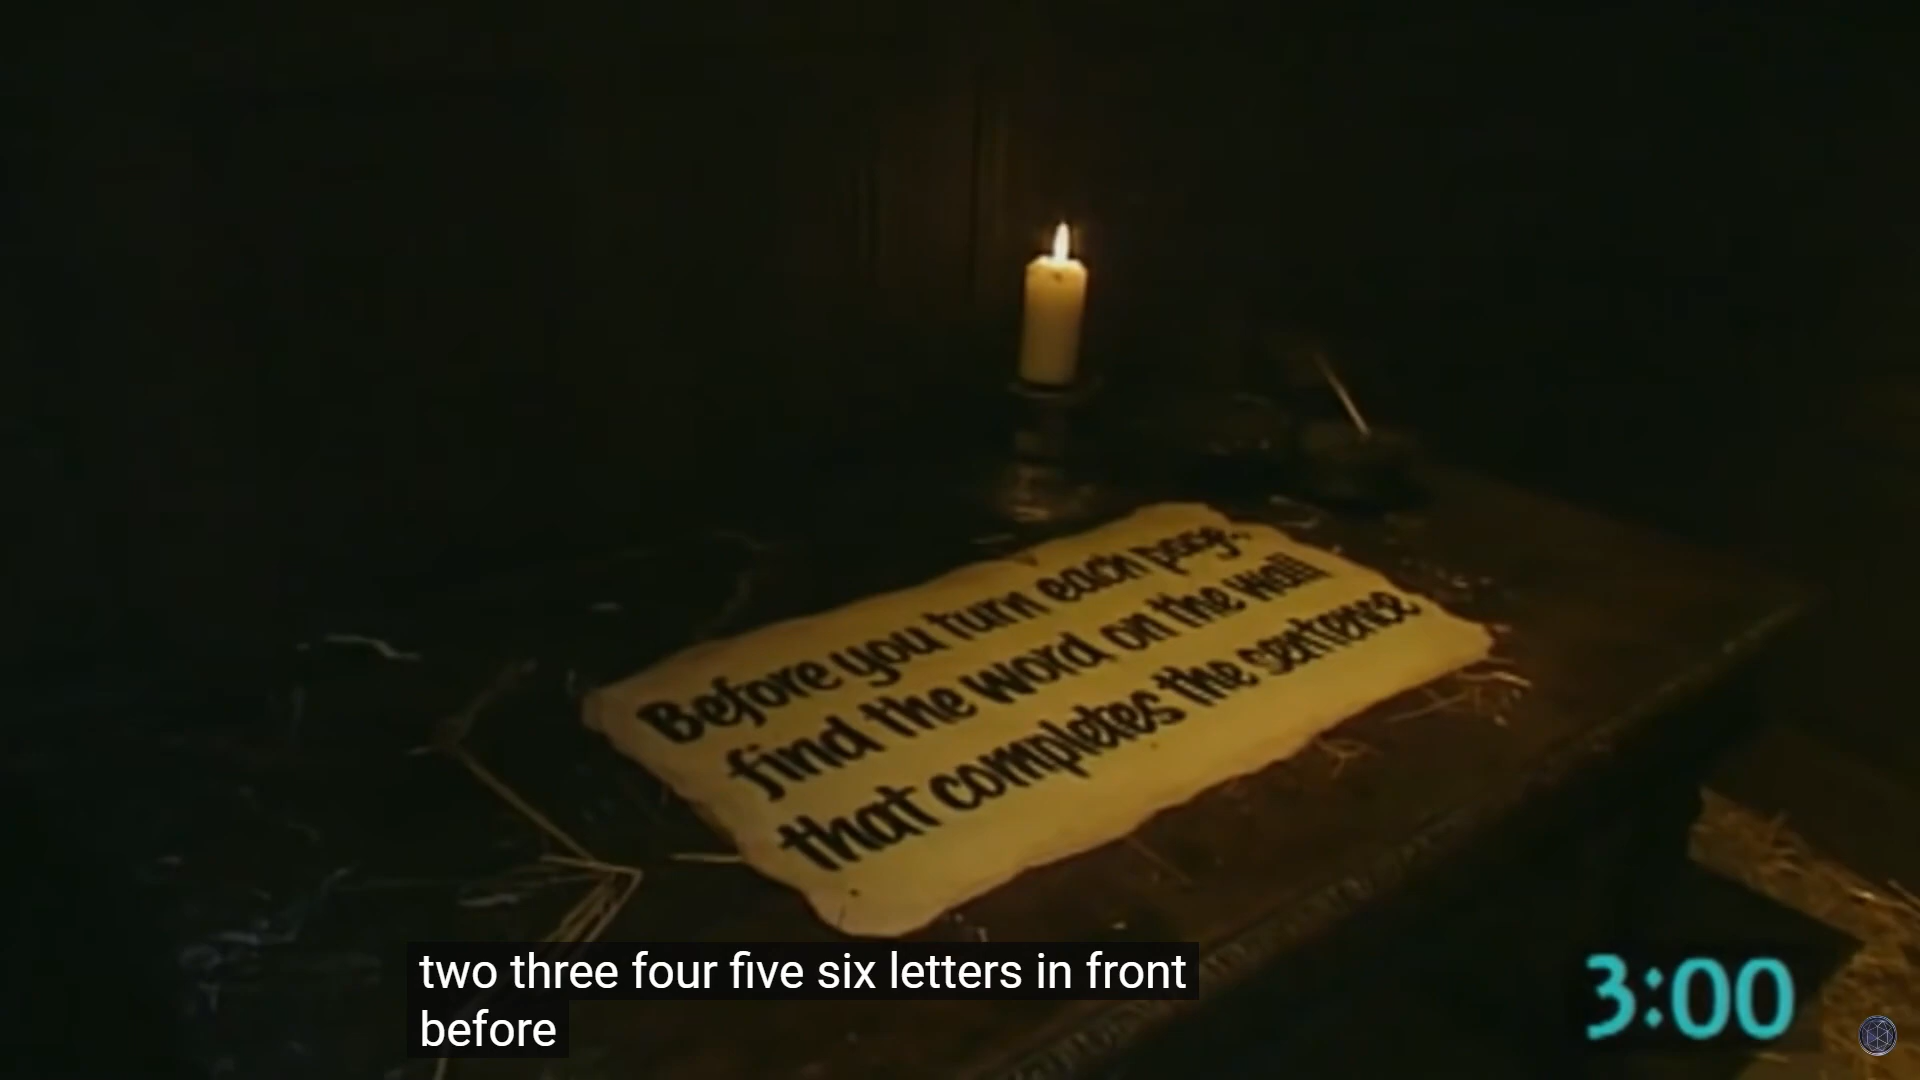 Before you turn each page,
find the word on the wall
that completes the sentence
two three four five six letters in front
before
3:00